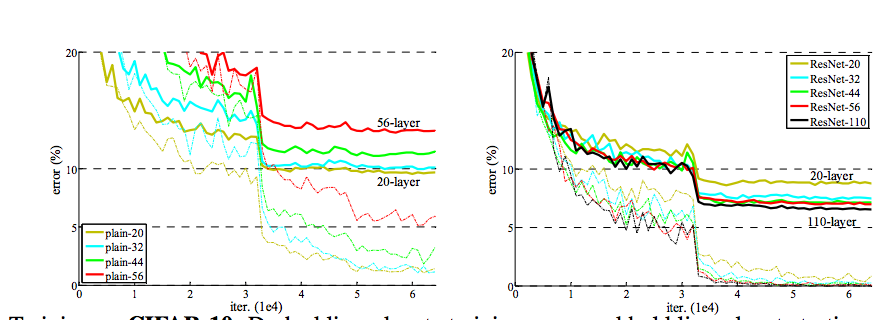 20
10
5
0
error (%)
56-layer
20-layer
plain-20
plain-32
plain-44
plain-56
0 1 2 3 4 5 6
iter. (1e4)
20
10
5
0
error (%)
ResNet-20
ResNet-32
ResNet-44
ResNet-56
ResNet-110
20-layer
110-layer
0 1 2 3 4 5 6
iter. (1e4)